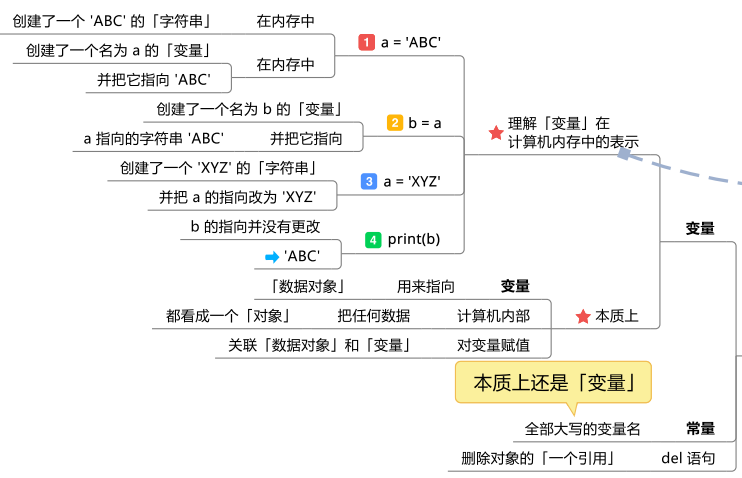 创建了一个 'ABC' 的「字符串」 在内存中
创建了一个名为 a 的「变量」
并把它指向 'ABC'
在内存中
1 a = 'ABC'
创建了一个名为 b 的「变量」
a 指向的字符串 'ABC' 并把它指向
2 b = a
创建了一个 'XYZ' 的「字符串」
并把 a 的指向改为 'XYZ'
3 a = 'XYZ'
b 的指向并没有更改
'ABC'
4 print(b)
理解「变量」在
计算机内存中的表示
「数据对象」 用来指向 变量
都看成一个「对象」 把任何数据 计算机内部
关联「数据对象」和「变量」 对变量赋值
本质上
变量
本质上还是「变量」
全部大写的变量名 常量
删除对象的「一个引用」 del 语句